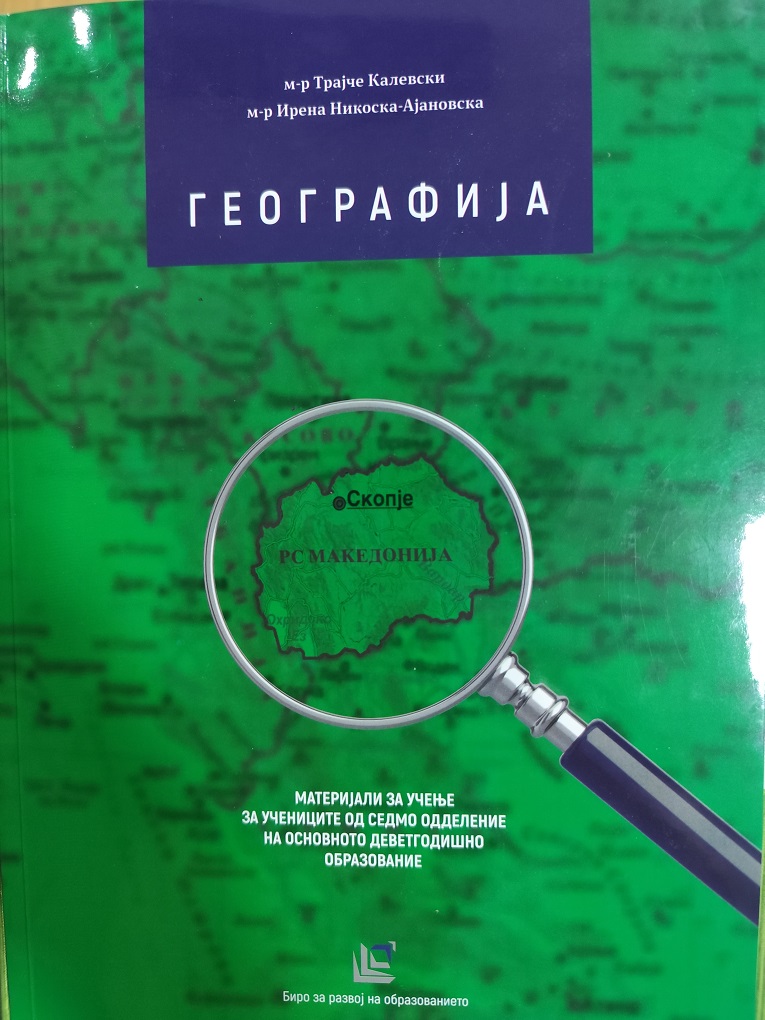 м-р Трајче Калевски
м-р Ирена Никоска-Ајановска
ГЕОГРАФИЈА
СОВО
Скопје
РС МАКЕДОНИЈА
МАТЕРИЈАЛИ ЗА УЧЕЊЕ
ЗА УЧЕНИЦИТЕ ОД СЕДМО ОДДЕЛЕНИЕ
НА ОСНОВНОТО ДЕВЕТГОДИШНО
ОБРАЗОВАНИЕ
Биро за развој на образованието